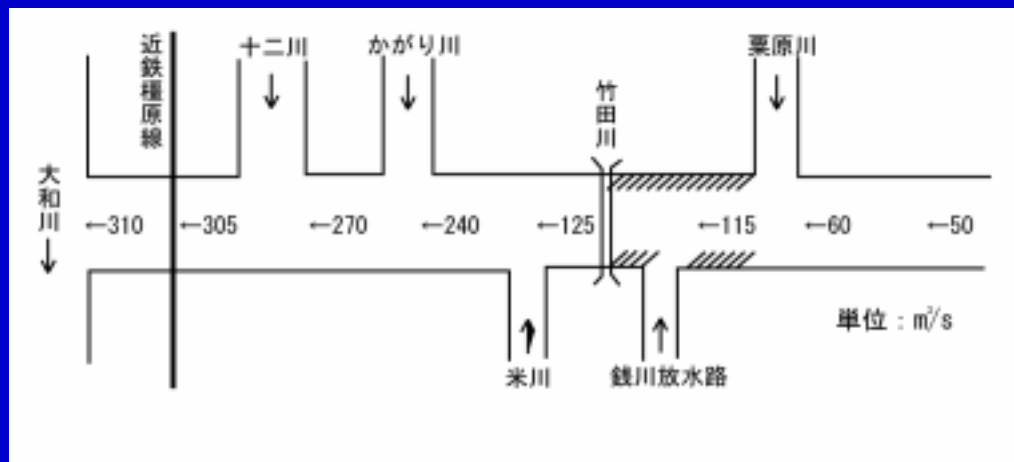 近鉄橿原線
十二川
かがり川
粟原川
竹田川
大和川
←310
←305
←270
←240
←125
←115
←60
←50
単位：m³/s
米川
銭川放水路